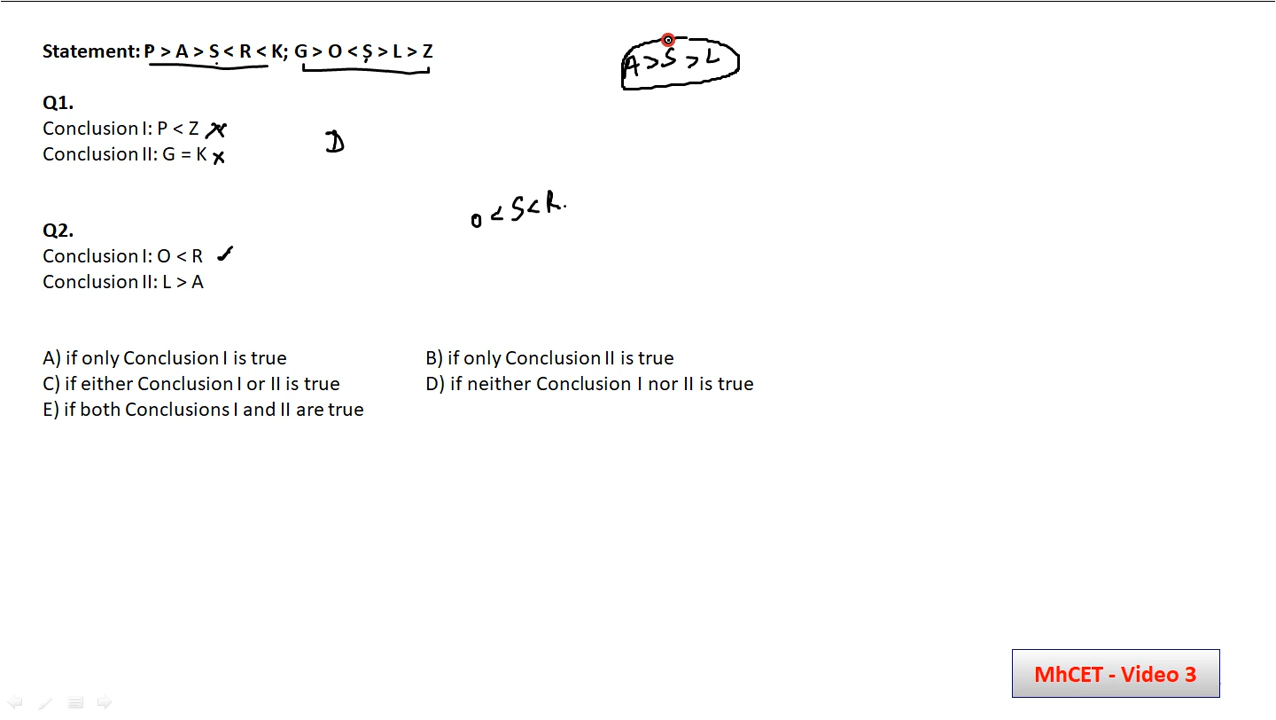 Statement: P > A > S < R < K; G > O < S > L > Z
A > S > L
Q1.
Conclusion I: P < Z ×
Conclusion II: G = K ×
D
O < S < R.
Q2.
Conclusion I: O < R ✓
Conclusion II: L > A
A) if only Conclusion I is true
B) if only Conclusion II is true
C) if either Conclusion I or II is true
D) if neither Conclusion I nor II is true
E) if both Conclusions I and II are true
MhCET - Video 3